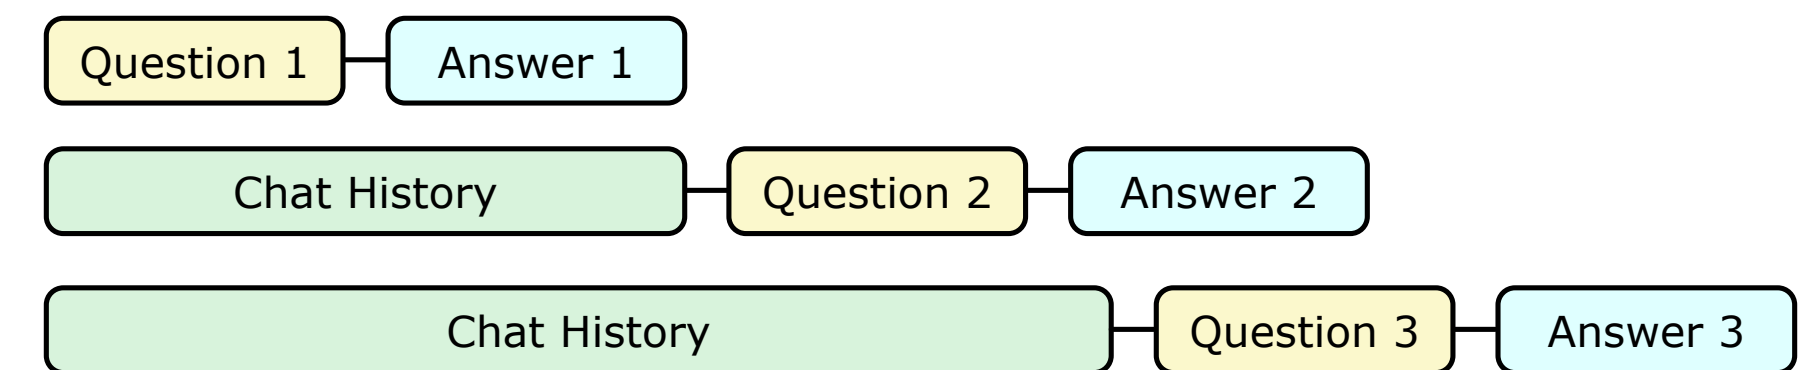 Question 1 Answer 1
Chat History Question 2 Answer 2
Chat History Question 3 Answer 3